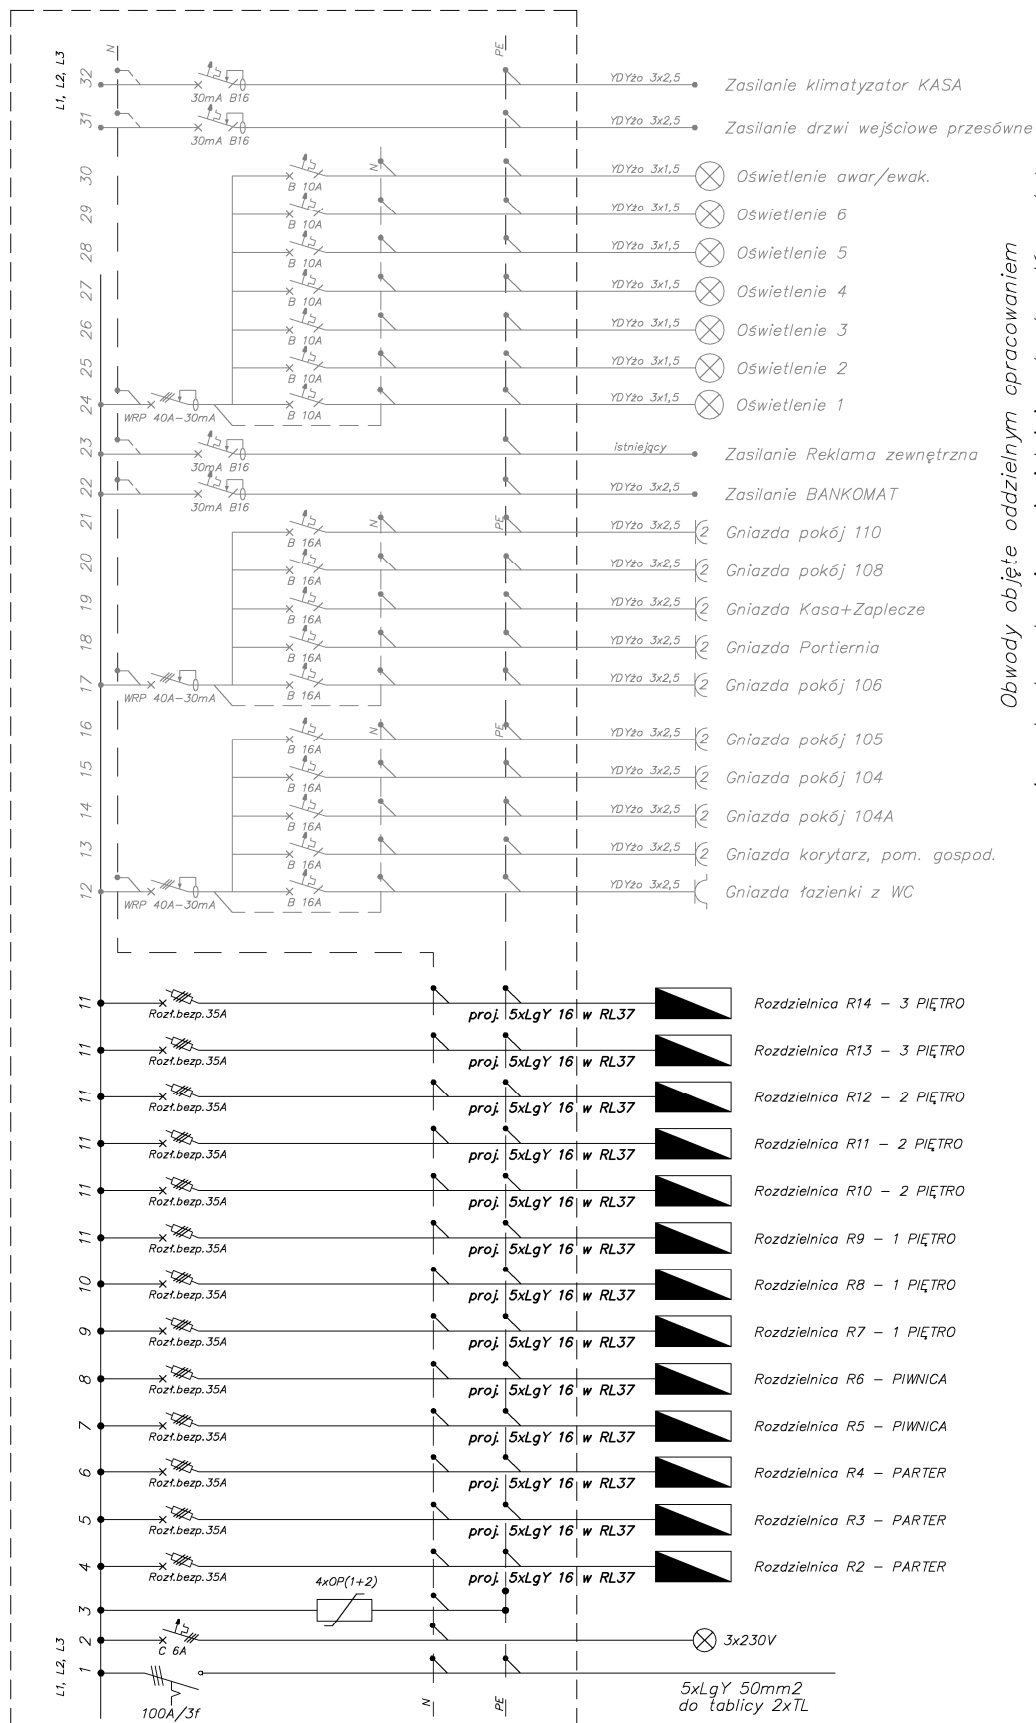 N
PE
L1, L2, L3
32
30mA B16
YDYżo 3x2,5
Zasilanie klimatyzator KASA
31
30mA B16
YDYżo 3x2,5
Zasilanie drzwi wejściowe przesówne
30
B 10A
N
YDYżo 3x1,5
Oświetlenie awar/ewak.
29
B 10A
YDYżo 3x1,5
Oświetlenie 6
28
B 10A
YDYżo 3x1,5
Oświetlenie 5
27
B 10A
YDYżo 3x1,5
Oświetlenie 4
26
B 10A
YDYżo 3x1,5
Oświetlenie 3
25
B 10A
YDYżo 3x1,5
Oświetlenie 2
24
WRP 40A-30mA
B 10A
YDYżo 3x1,5
Oświetlenie 1
23
30mA B16
istniejący
Zasilanie Reklama zewnętrzna
22
30mA B16
YDYżo 3x2,5
Zasilanie BANKOMAT
21
B 16A
N
PE
YDYżo 3x2,5
2
Gniazda pokój 110
20
B 16A
YDYżo 3x2,5
2
Gniazda pokój 108
19
B 16A
YDYżo 3x2,5
2
Gniazda Kasa+Zaplecze
18
B 16A
YDYżo 3x2,5
2
Gniazda Portiernia
17
WRP 40A-30mA
B 16A
YDYżo 3x2,5
2
Gniazda pokój 106
16
B 16A
N
PE
YDYżo 3x2,5
2
Gniazda pokój 105
15
B 16A
YDYżo 3x2,5
2
Gniazda pokój 104
14
B 16A
YDYżo 3x2,5
2
Gniazda pokój 104A
13
B 16A
YDYżo 3x2,5
2
Gniazda korytarz, pom. gospod.
12
WRP 40A-30mA
B 16A
YDYżo 3x2,5
Gniazda łazienki z WC
Obwody objęte oddzielnym opracowaniem
11
Rozł.bezp.35A
proj. 5xLgY 16 w RL37
Rozdzielnica R14 - 3 PIĘTRO
11
Rozł.bezp.35A
proj. 5xLgY 16 w RL37
Rozdzielnica R13 - 3 PIĘTRO
11
Rozł.bezp.35A
proj. 5xLgY 16 w RL37
Rozdzielnica R12 - 2 PIĘTRO
11
Rozł.bezp.35A
proj. 5xLgY 16 w RL37
Rozdzielnica R11 - 2 PIĘTRO
11
Rozł.bezp.35A
proj. 5xLgY 16 w RL37
Rozdzielnica R10 - 2 PIĘTRO
11
Rozł.bezp.35A
proj. 5xLgY 16 w RL37
Rozdzielnica R9 - 1 PIĘTRO
10
Rozł.bezp.35A
proj. 5xLgY 16 w RL37
Rozdzielnica R8 - 1 PIĘTRO
9
Rozł.bezp.35A
proj. 5xLgY 16 w RL37
Rozdzielnica R7 - 1 PIĘTRO
8
Rozł.bezp.35A
proj. 5xLgY 16 w RL37
Rozdzielnica R6 - PIWNICA
7
Rozł.bezp.35A
proj. 5xLgY 16 w RL37
Rozdzielnica R5 - PIWNICA
6
Rozł.bezp.35A
proj. 5xLgY 16 w RL37
Rozdzielnica R4 - PARTER
5
Rozł.bezp.35A
proj. 5xLgY 16 w RL37
Rozdzielnica R3 - PARTER
4
Rozł.bezp.35A
proj. 5xLgY 16 w RL37
Rozdzielnica R2 - PARTER
3
4xOP(1+2)
2
C 6A
3x230V
L1, L2, L3
1
100A/3f
N
PE
5xLgY 50mm2
do tablicy 2xTL